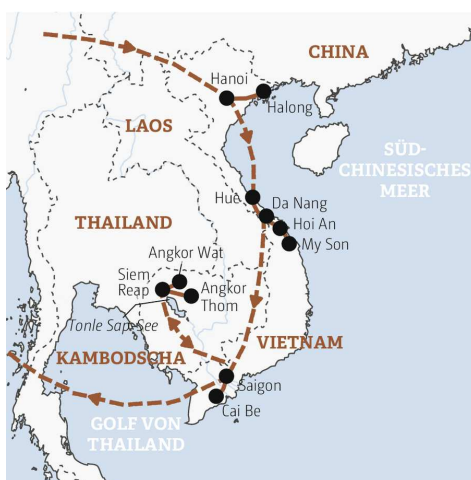 CHINA
Hanoi
Halong
LAOS
SÜD-
CHINESISCHES
MEER
Hue
Da Nang
Hoi An
My Son
THAILAND
Angkor Wat
Siem
Reap
Angkor
Thom
Tonle Sap-See
VIETNAM
KAMBODSCHA
Saigon
Cai Be
GOLF VON
THAILAND